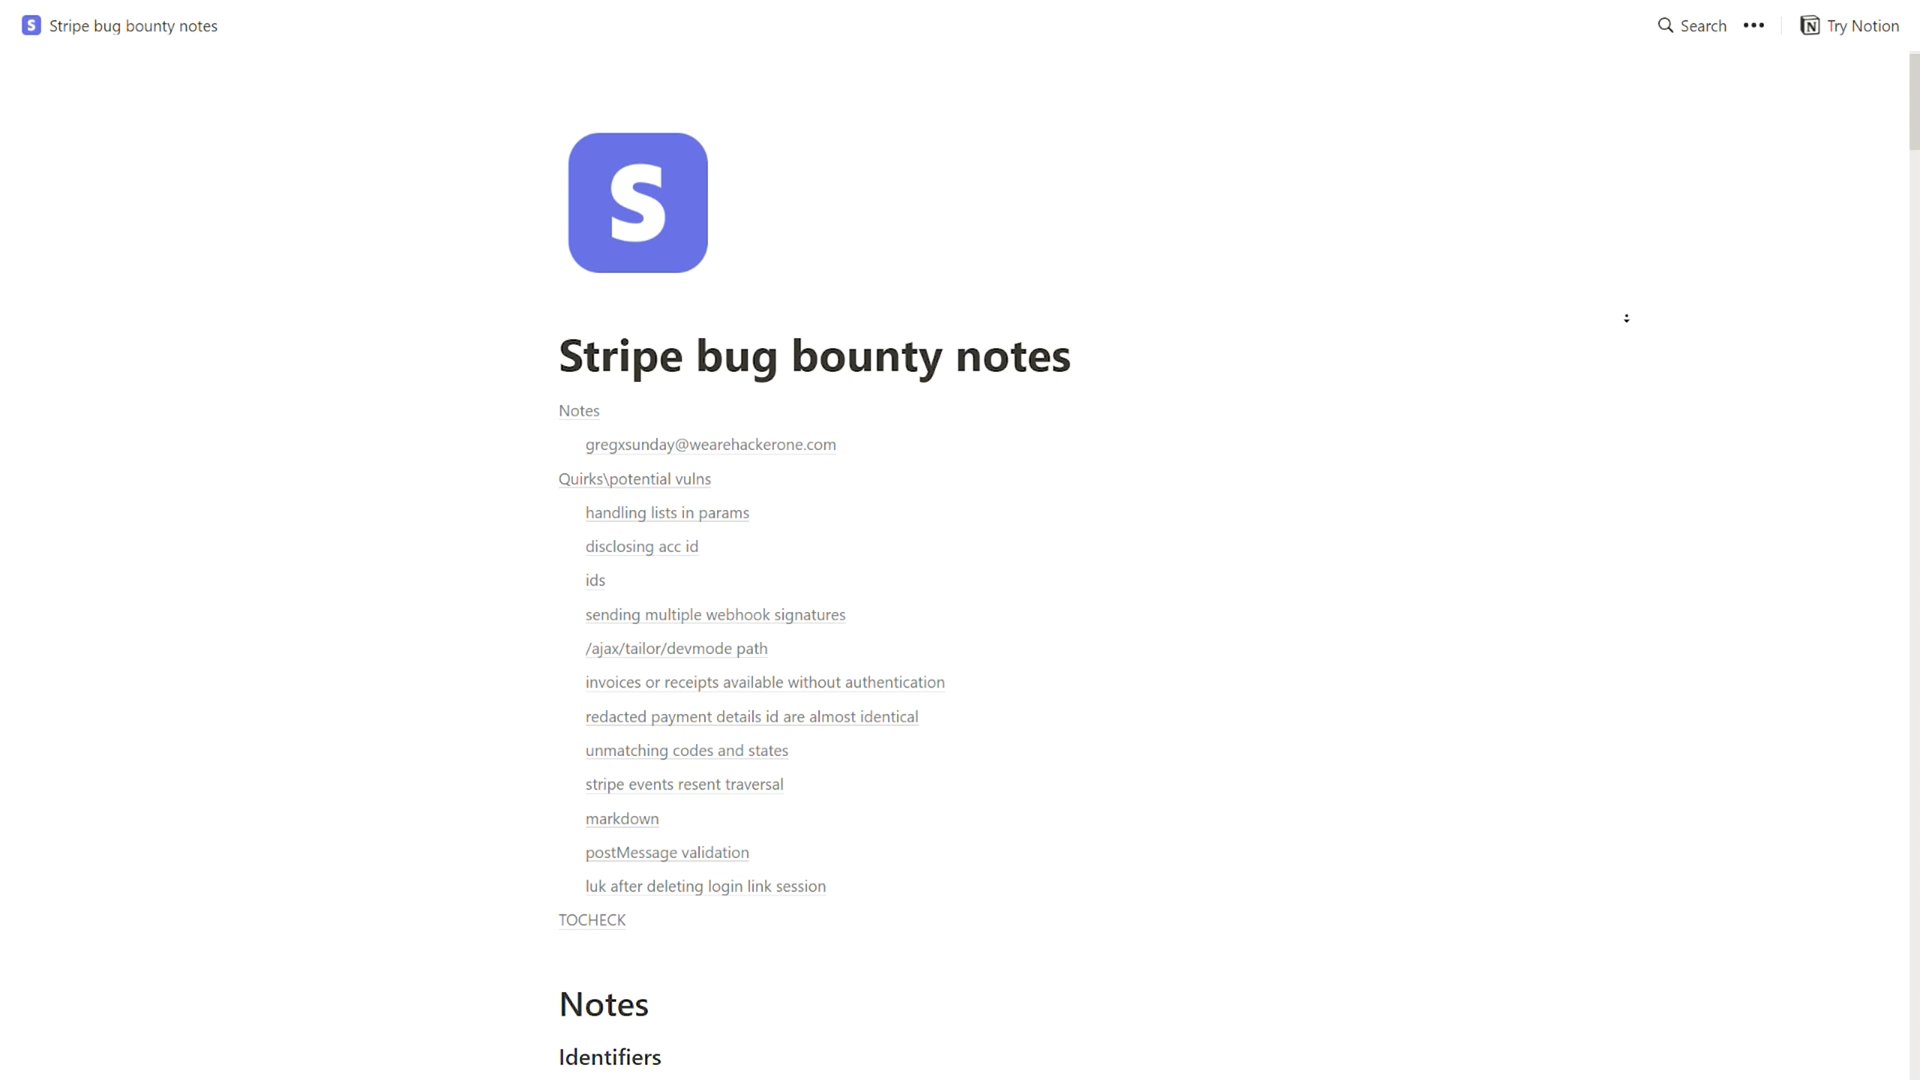 S Stripe bug bounty notes
Search ••• Try Notion
S
Stripe bug bounty notes
Notes
gregxsunday@wearehackerone.com
Quirks\potential vulns
handling lists in params
disclosing acc id
ids
sending multiple webhook signatures
/ajax/tailor/devmode path
invoices or receipts available without authentication
redacted payment details id are almost identical
unmatching codes and states
stripe events resent traversal
markdown
postMessage validation
luk after deleting login link session
TOCHECK
Notes
Identifiers